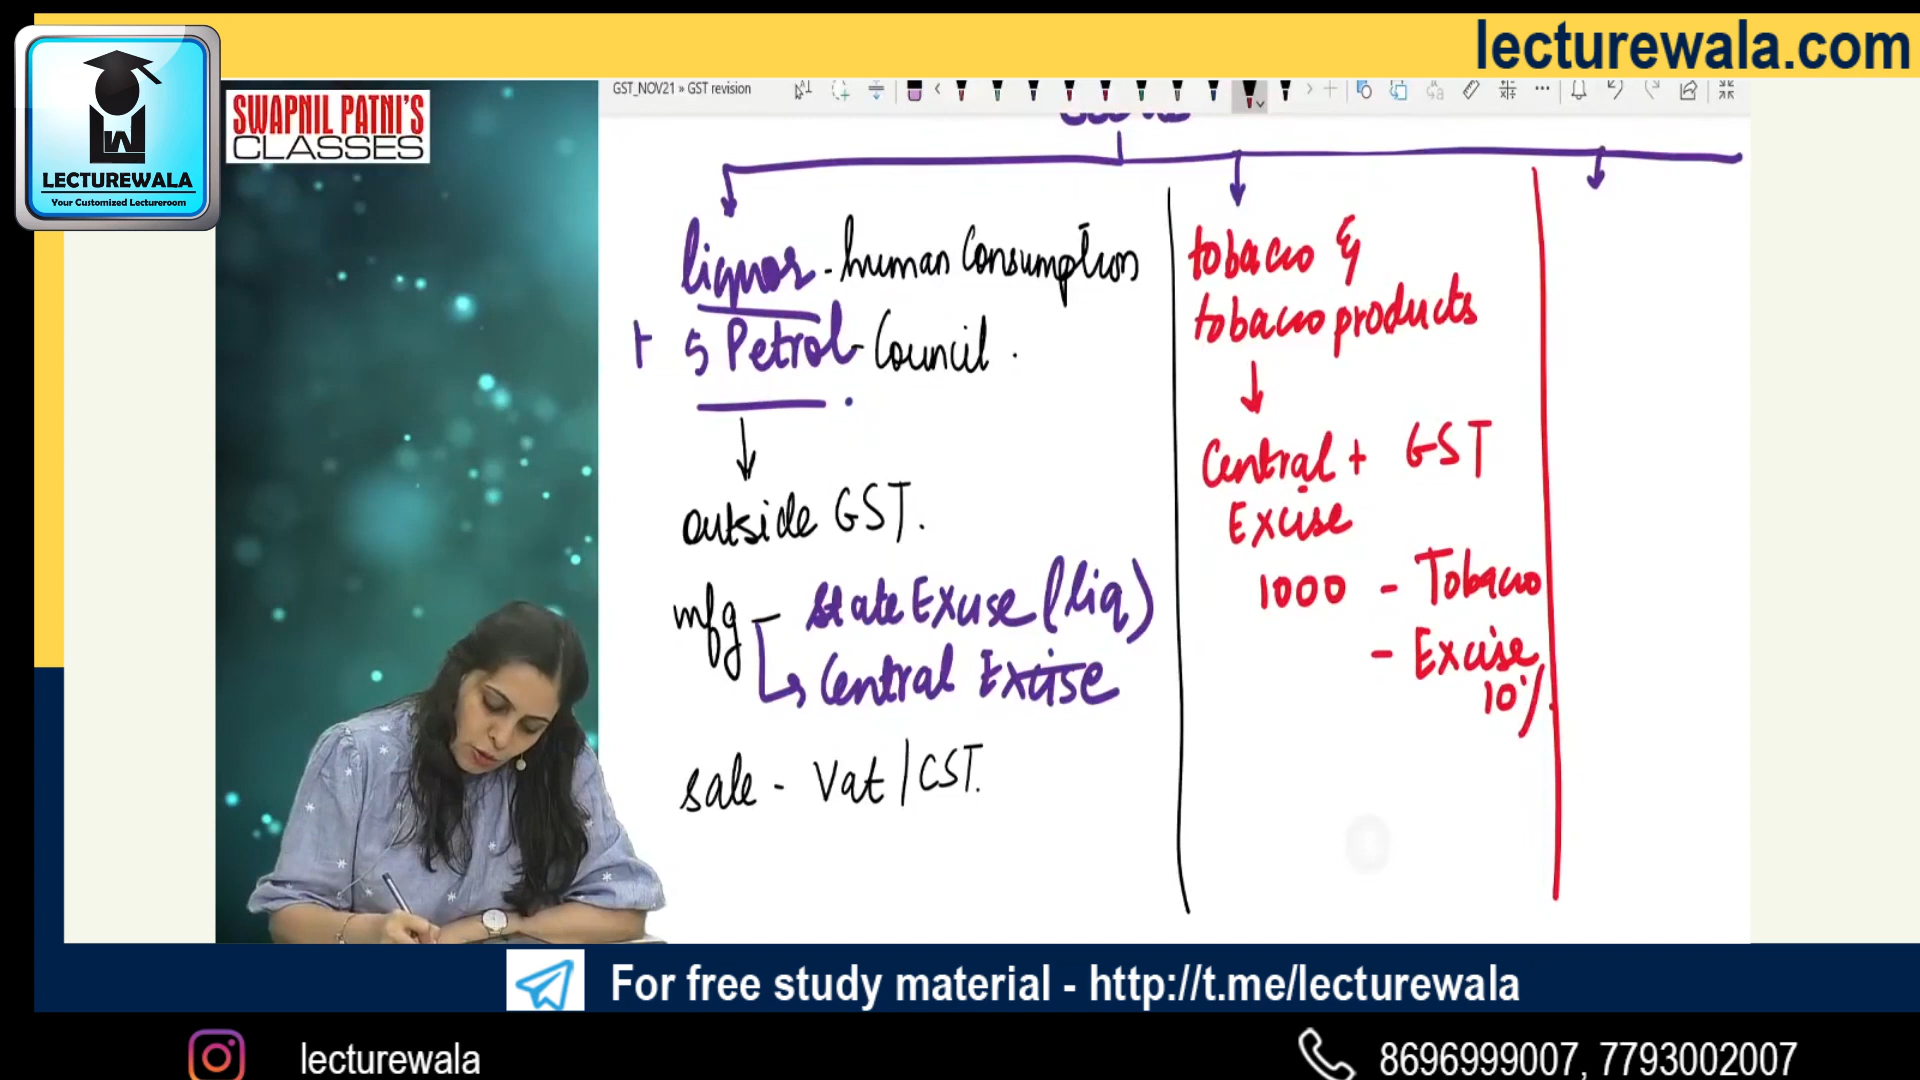 lecturewala.com
LW
LECTUREWALA
Your Customized Lectureroom
SWAPNIL PATNI'S
CLASSES
GST_NOV21 » GST revision
liquor - human Consumption
+ 5 Petrol - Council.
outside GST.
mfg - State Excise (liq)
Central Excise
sale - Vat / CST.
tobacco &
tobacco products
Central + GST
Excise
1000 - Tobacco
- Excise
10%
For free study material - http://t.me/lecturewala
lecturewala
8696999007, 7793002007